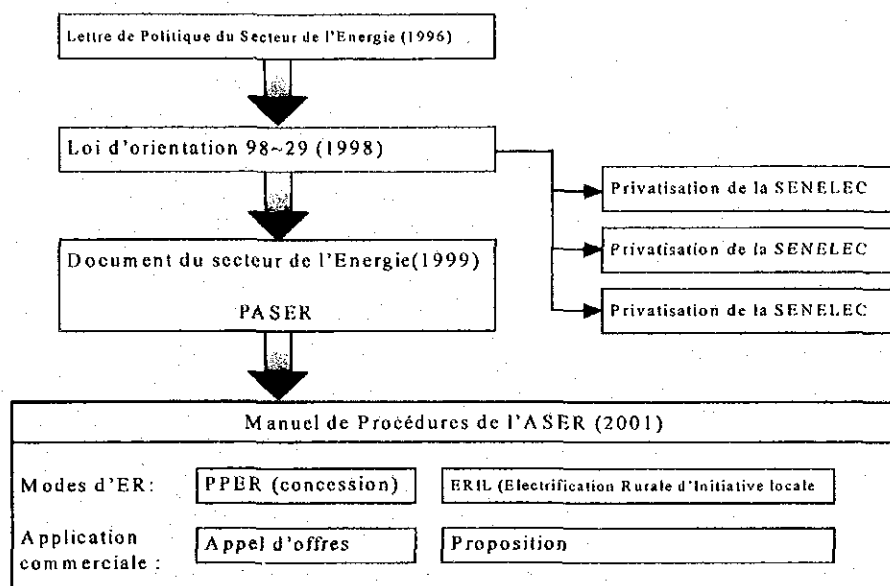 Lettre de Politique du Secteur de l'Energie (1996)
Loi d'orientation 98~29 (1998)
Privatisation de la SENELEC
Document du secteur de l'Energie(1999)
PASER
Privatisation de la SENELEC
Privatisation de la SENELEC
Manuel de Procédures de l'ASER (2001)
Modes d'ER:
PPER (concession)
ERIL (Electrification Rurale d'Initiative locale
Application
commerciale :
Appel d'offres
Proposition